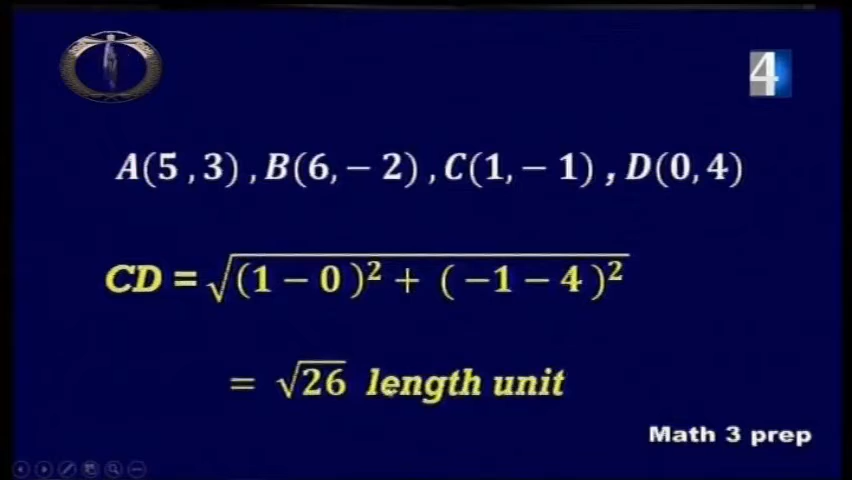 4
A(5 ,3) , B(6, − 2) , C(1, − 1) , D(0, 4)
CD = √(1 − 0 )² + ( −1 − 4 )²
= √26 length unit
Math 3 prep